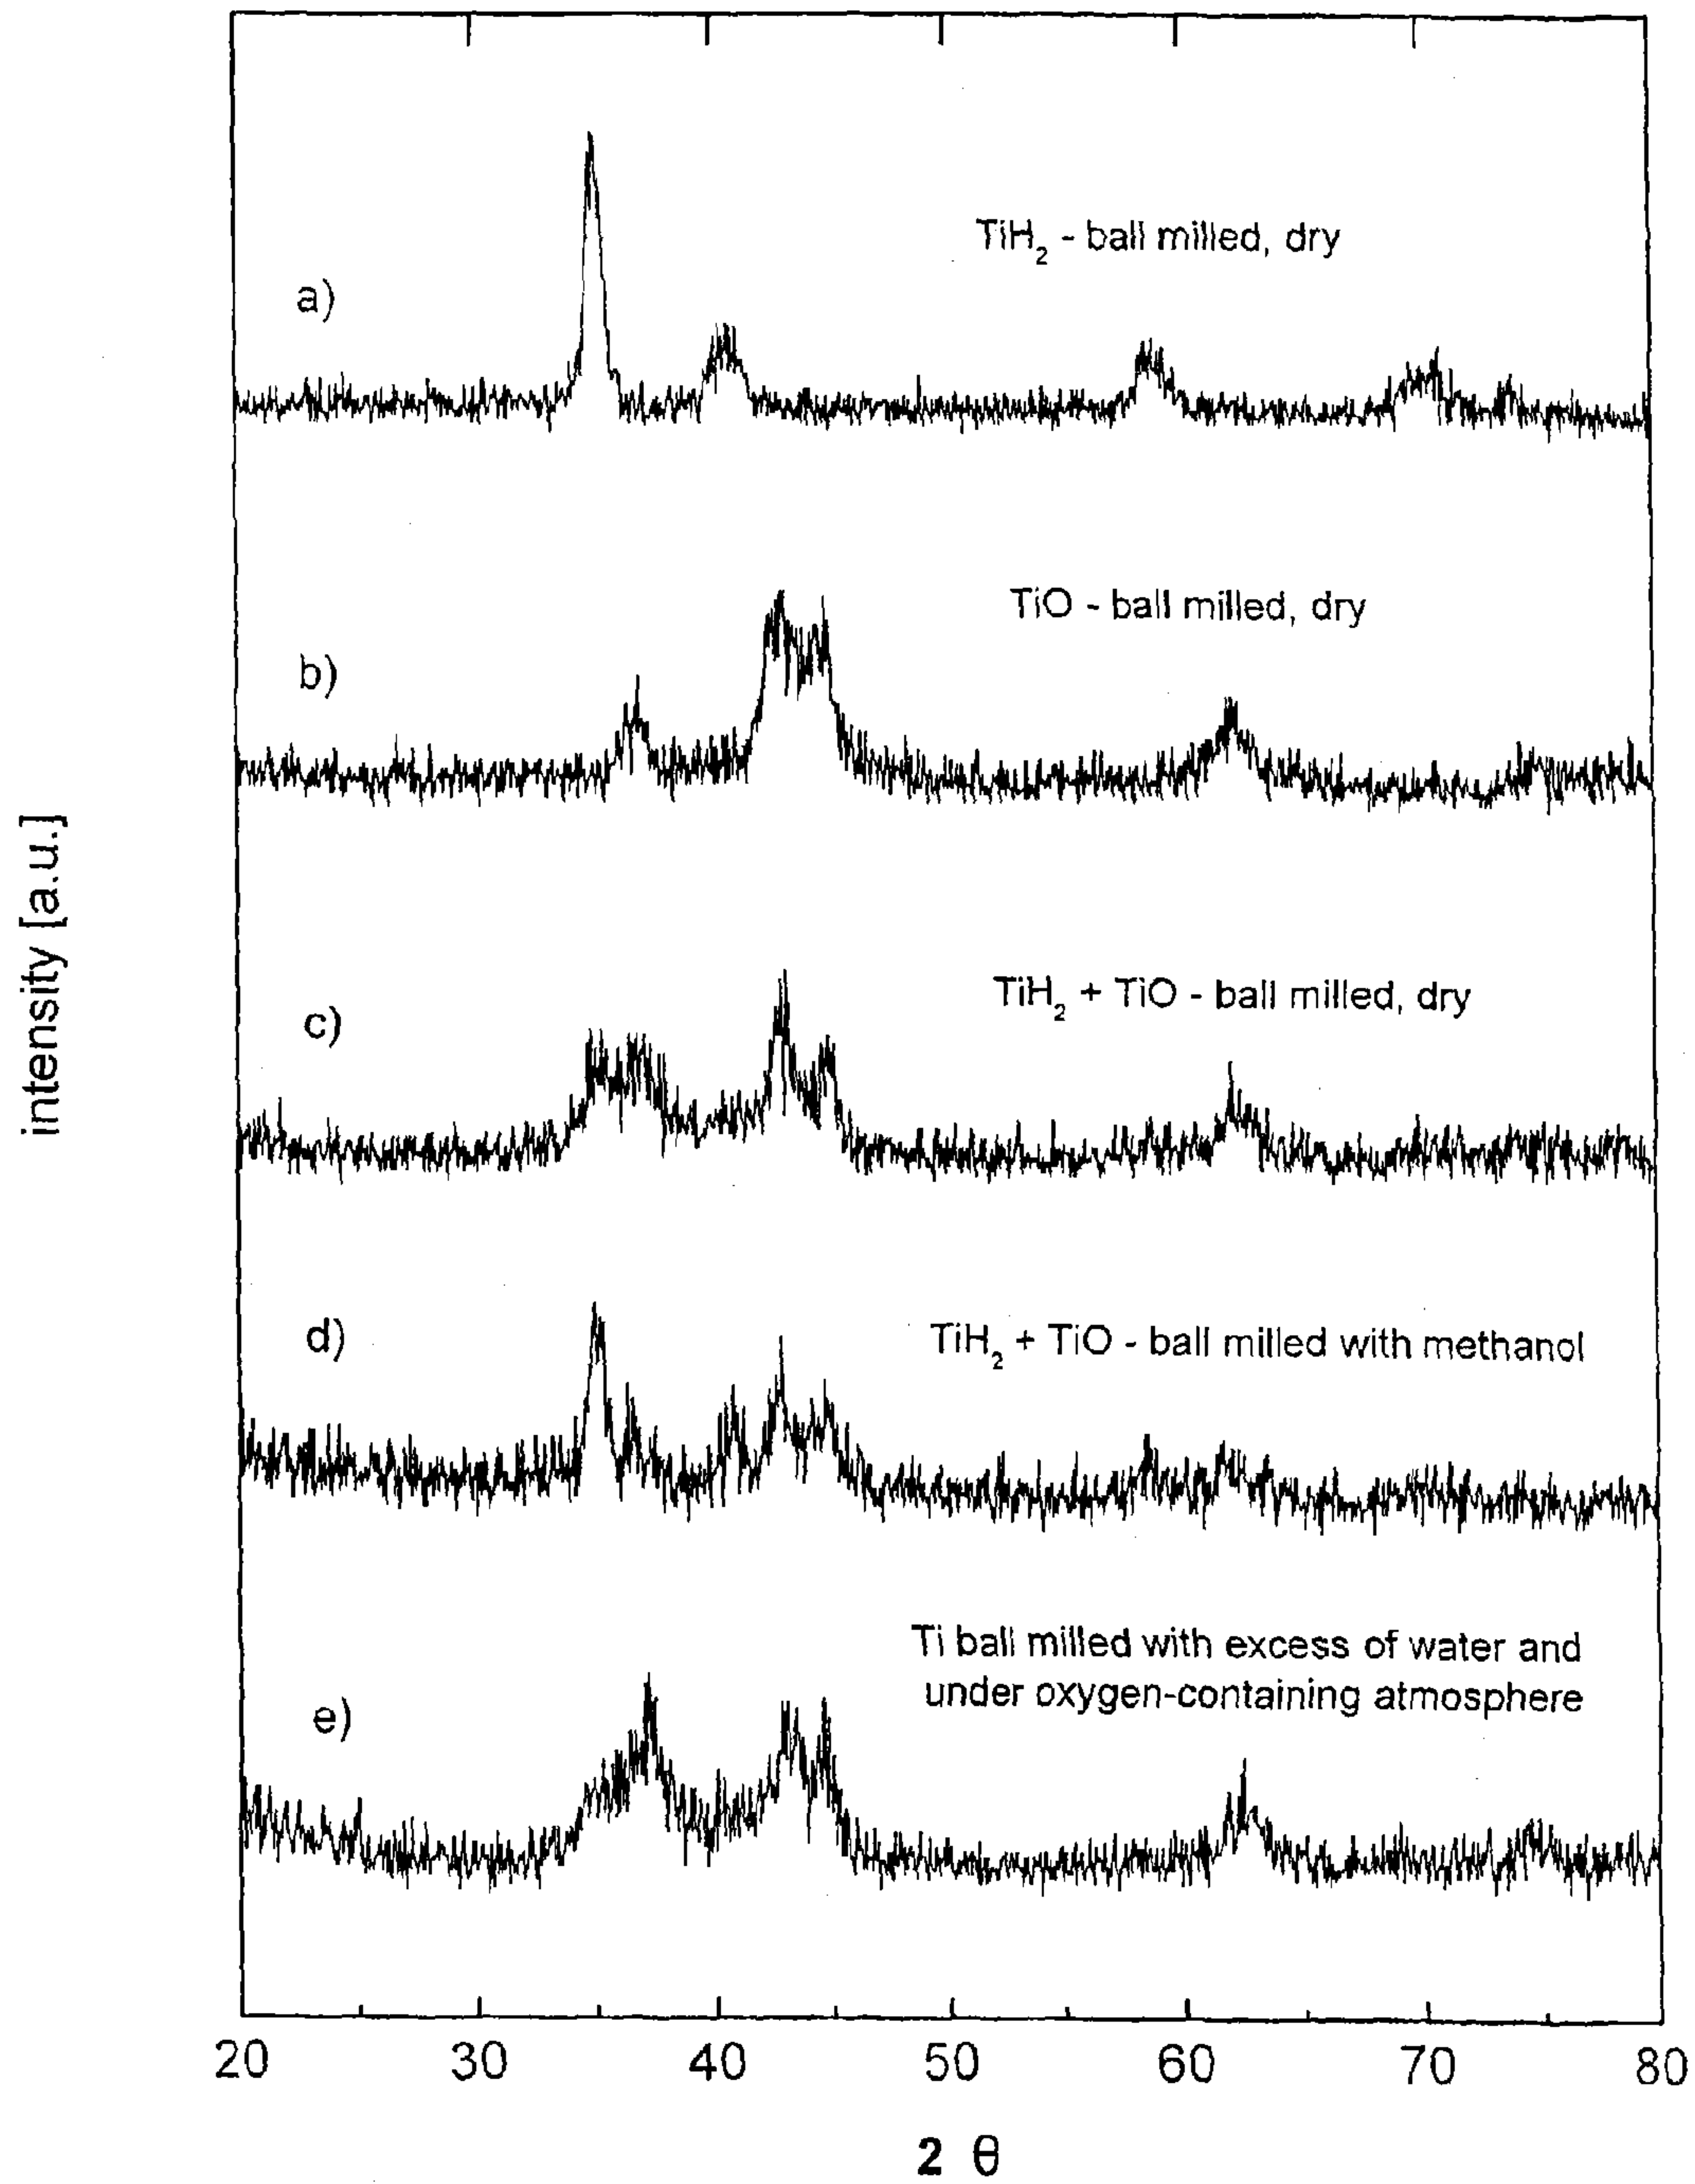 a)
TiH₂ - ball milled, dry
b)
TiO - ball milled, dry
c)
TiH₂ + TiO - ball milled, dry
d)
TiH₂ + TiO - ball milled with methanol
e)
Ti ball milled with excess of water and
under oxygen-containing atmosphere
intensity [a.u.]
20 30 40 50 60 70 80
2 θ